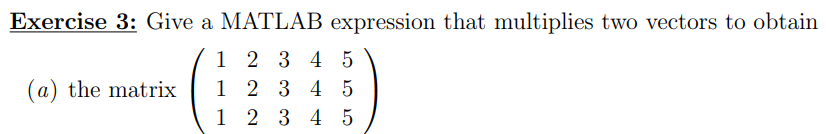 Exercise 3: Give a MATLAB expression that multiplies two vectors to obtain
1 2 3 4 5
(a) the matrix 1 2 3 4 5
1 2 3 4 5